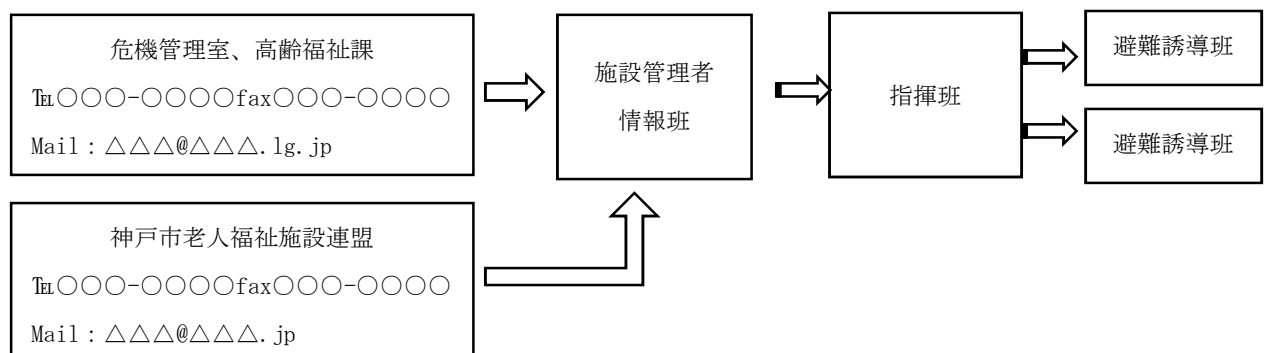 危機管理室、高齢福祉課
℡○○○-○○○○fax○○○-○○○○
Mail：△△△@△△△.lg.jp
神戸市老人福祉施設連盟
℡○○○-○○○○fax○○○-○○○○
Mail：△△△@△△△.jp
施設管理者
情報班
指揮班
避難誘導班
避難誘導班